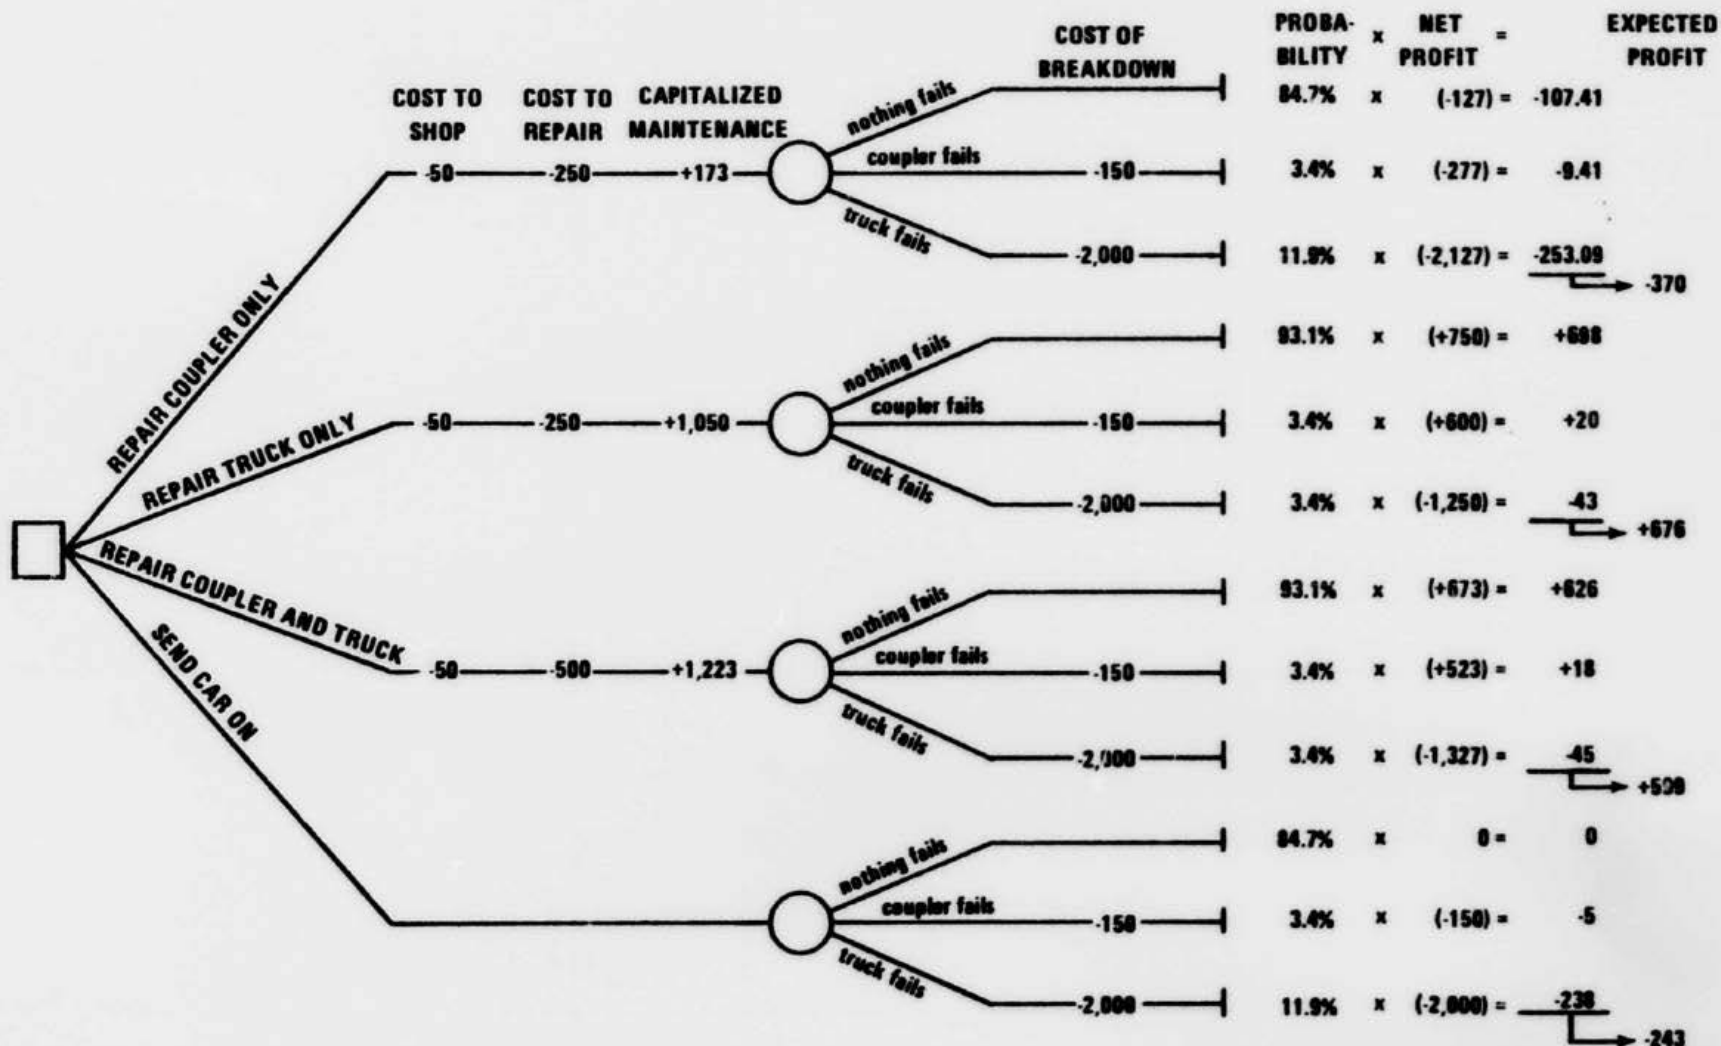 COST OF BREAKDOWN
PROBA- BILITY x NET PROFIT = EXPECTED PROFIT
COST TO SHOP
COST TO REPAIR
CAPITALIZED MAINTENANCE
nothing fails 84.7% x (-127) = -107.41
REPAIR COUPLER ONLY -50 -250 +173 coupler fails -150 3.4% x (-277) = -9.41
truck fails -2,000 11.9% x (-2,127) = -253.09
-370
nothing fails 93.1% x (+750) = +698
REPAIR TRUCK ONLY -50 -250 +1,050 coupler fails -150 3.4% x (+600) = +20
truck fails -2,000 3.4% x (-1,250) = -43
+676
nothing fails 93.1% x (+673) = +626
REPAIR COUPLER AND TRUCK -50 -500 +1,223 coupler fails -150 3.4% x (+523) = +18
truck fails -2,000 3.4% x (-1,327) = -45
+599
nothing fails 84.7% x 0 = 0
SEND CAR ON coupler fails -150 3.4% x (-150) = -5
truck fails -2,000 11.9% x (-2,000) = -238
-243